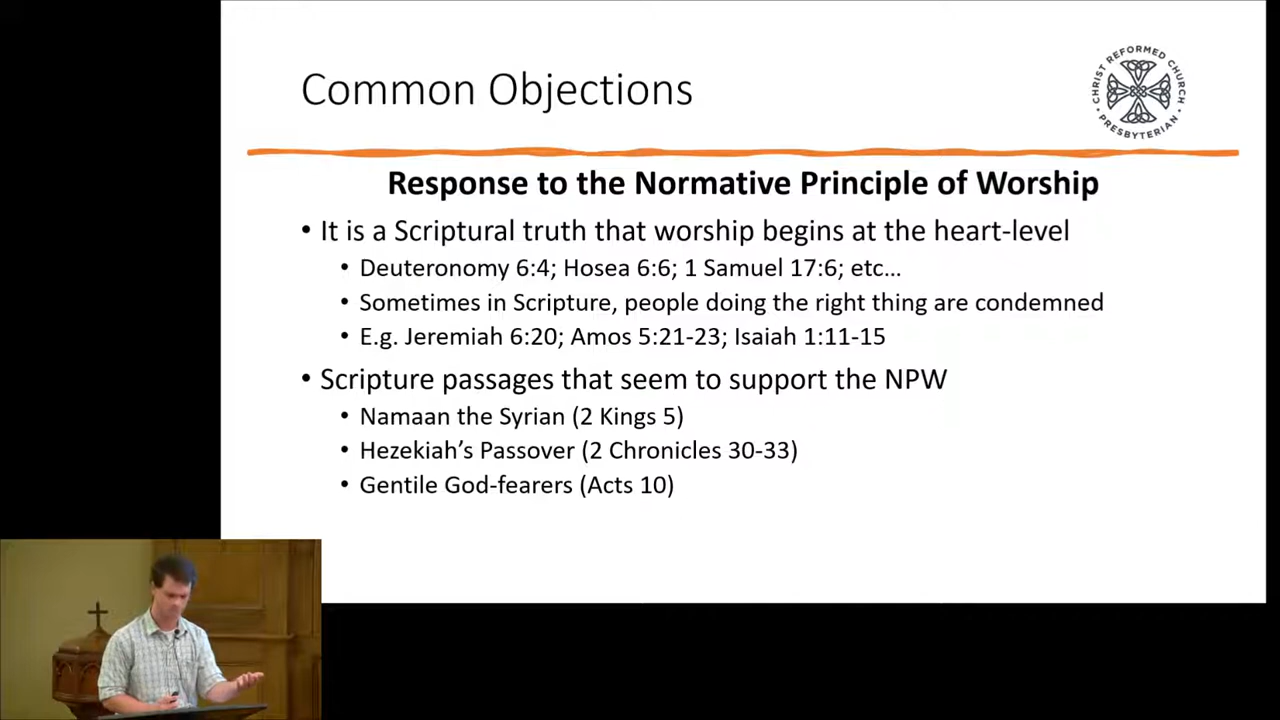 Common Objections
CHRIST REFORMED CHURCH
• PRESBYTERIAN •
Response to the Normative Principle of Worship
• It is a Scriptural truth that worship begins at the heart-level
• Deuteronomy 6:4; Hosea 6:6; 1 Samuel 17:6; etc...
• Sometimes in Scripture, people doing the right thing are condemned
• E.g. Jeremiah 6:20; Amos 5:21-23; Isaiah 1:11-15
• Scripture passages that seem to support the NPW
• Namaan the Syrian (2 Kings 5)
• Hezekiah's Passover (2 Chronicles 30-33)
• Gentile God-fearers (Acts 10)